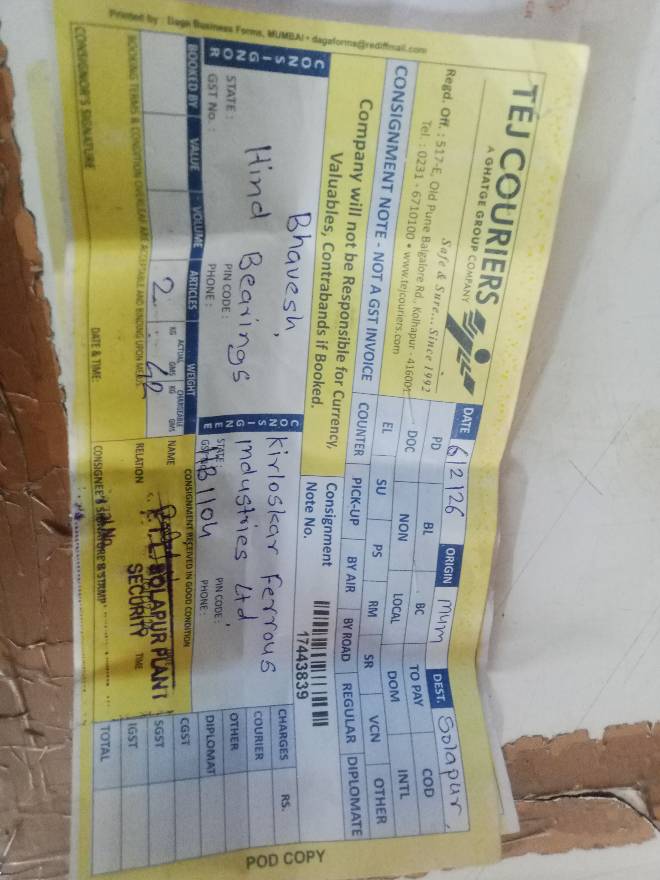 TEJ COURIERS
A GHATGE GROUP COMPANY
Safe & Sure... Since 1992
Regd. Off. : 517-E, Old Pune Balgalore Rd., Kolhapur - 416001
Tel. : 0231 - 6710100 • www.tejcouriers.com
CONSIGNMENT NOTE - NOT A GST INVOICE
Company will not be Responsible for Currency,
Valuables, Contrabands if Booked.
DATE 6/2/26 ORIGIN Mum DEST. Solapur
PD BL BC TO PAY COD
DOC NON LOCAL DOM INTL
EL SU PS RM SR VCN OTHER
COUNTER PICK-UP BY AIR BY ROAD REGULAR DIPLOMATE
Consignment
Note No.
17443839
CONSIGNOR
Bhavesh
Hind Bearings
STATE : PIN CODE :
GST No. : PHONE :
CONSIGNEE
Kirloskar Ferrous
Industries Ltd
STATE : PIN CODE :
PHONE :
CHARGES RS.
COURIER
OTHER
DIPLOMAT
CGST
SGST
IGST
TOTAL
BOOKED BY VALUE VOLUME ARTICLES WEIGHT
ACTUAL CHARGEABLE
KG GMS KG GMS
2
BOOKING TERMS & CONDITION OVERLEAF ARE ACCEPTABLE AND BINDING UPON ME/US.
CONSIGNOR'S SIGNATURE DATE & TIME:
CONSIGNMENT RECEIVED IN GOOD CONDITION
NAME
RELATION TIME
SOLAPUR PLANT
SECURITY
CONSIGNEE'S SIGNATURE & STAMP
POD COPY
Printed by : Daga Business Forms, MUMBAI • dagaforms@rediffmail.com